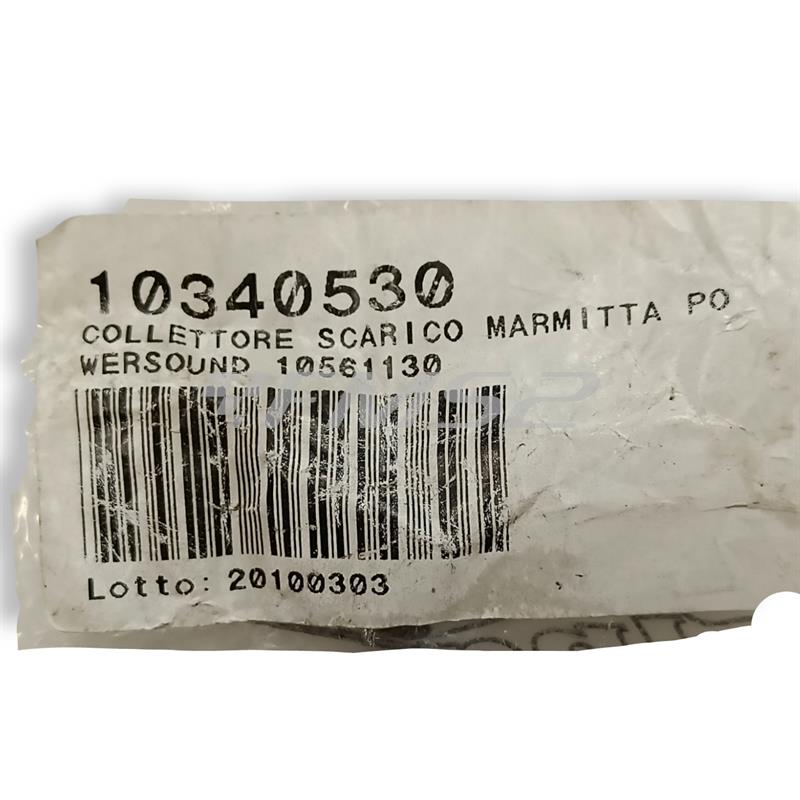 10340530
COLLETTORE SCARICO MARMITTA PO
WERSOUND 10561130
Lotto: 20100303